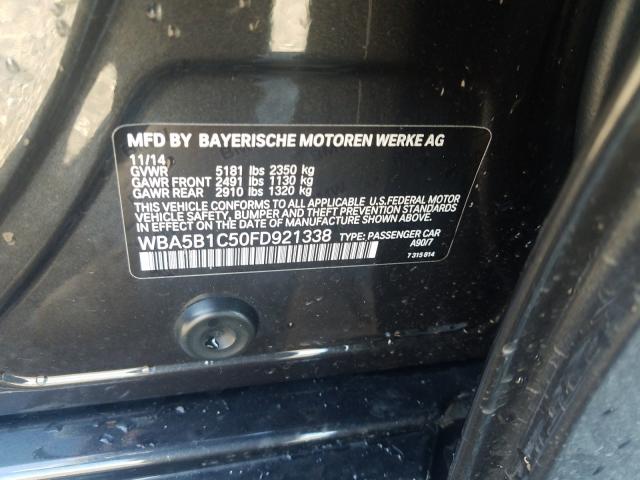 MFD BY BAYERISCHE MOTOREN WERKE AG
11/14
GVWR 5181 lbs 2350 kg
GAWR FRONT 2491 lbs 1130 kg
GAWR REAR 2910 lbs 1320 kg
THIS VEHICLE CONFORMS TO ALL APPLICABLE U.S.FEDERAL MOTOR
VEHICLE SAFETY, BUMPER AND THEFT PREVENTION STANDARDS
IN EFFECT ON THE DATE OF MANUFACTURE SHOWN ABOVE.
WBA5B1C50FD921338 TYPE: PASSENGER CAR
A90/7
7 315 814